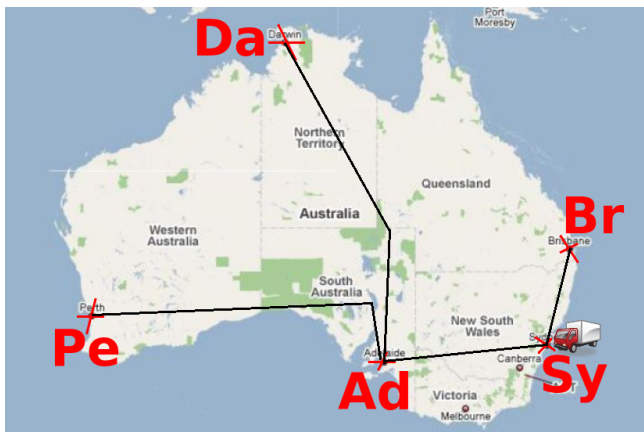 Port
Moresby
Da
Darwin
Northern
Territory
Queensland
Br
Brisbane
Australia
Western
Australia
South
Australia
Perth
Pe
New South
Wales
Adelaide
Ad
Canberra
Sy
Victoria
Melbourne